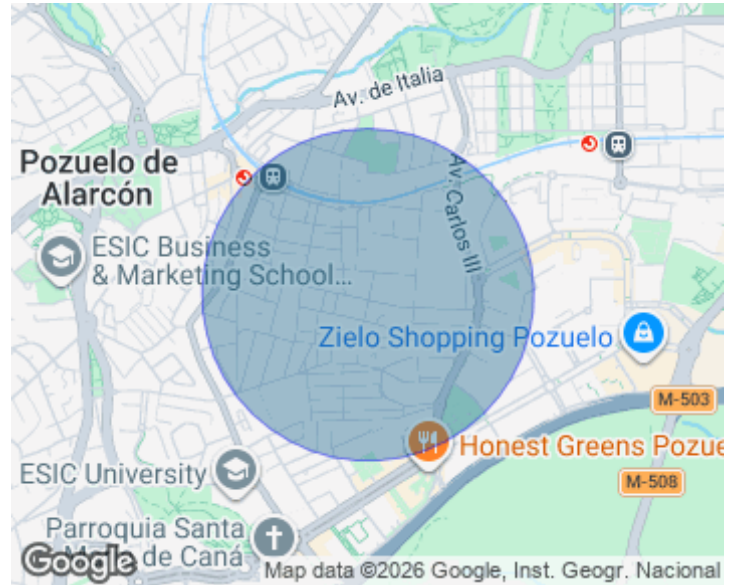 Av. de Italia
Pozuelo de
Alarcón
Av. Carlos III
ESIC Business
& Marketing School...
Zielo Shopping Pozuelo
M-503
Honest Greens Pozue
ESIC University
M-508
Parroquia Santa
de Caná
Google
Map data ©2026 Google, Inst. Geogr. Nacional